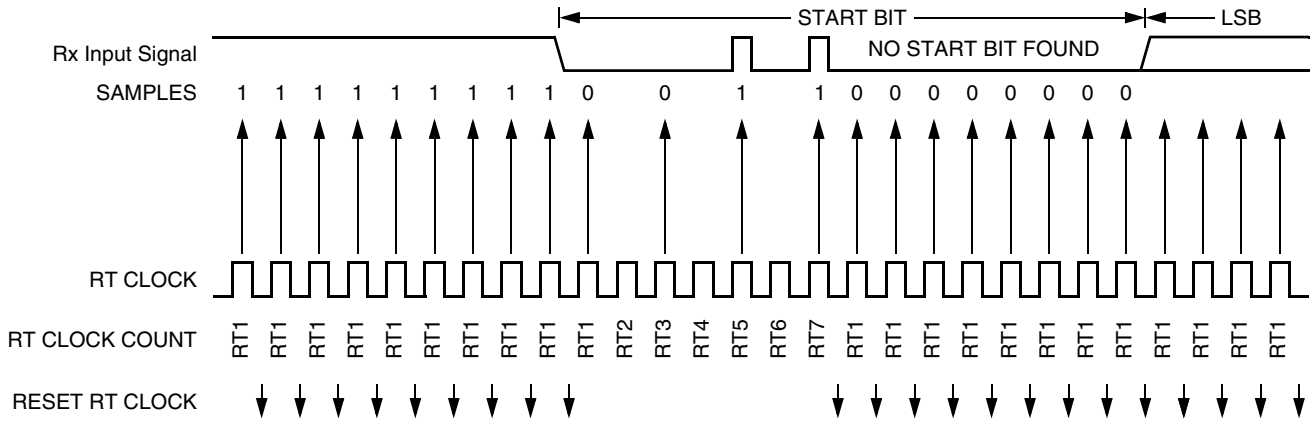 START BIT LSB
Rx Input Signal NO START BIT FOUND
SAMPLES 1 1 1 1 1 1 1 1 1 0 0 1 1 0 0 0 0 0 0 0 0
RT CLOCK
RT CLOCK COUNT RT1 RT1 RT1 RT1 RT1 RT1 RT1 RT1 RT1 RT1 RT2 RT3 RT4 RT5 RT6 RT7 RT1 RT1 RT1 RT1 RT1 RT1 RT1 RT1 RT1 RT1 RT1 RT1
RESET RT CLOCK